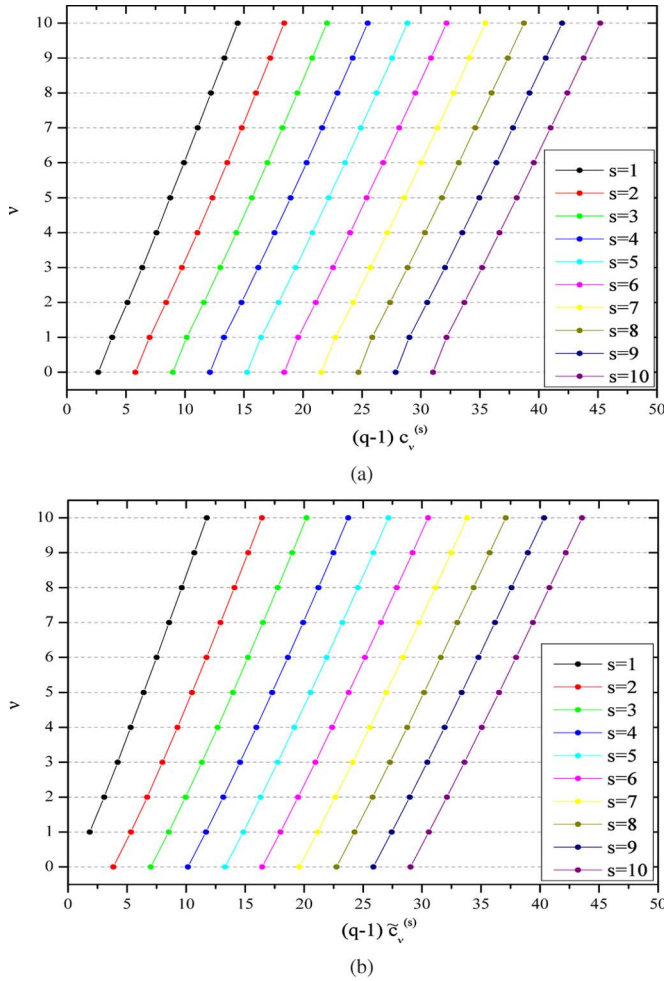 10
9
8
7
6
5
4
3
2
1
0
ν
s=1
s=2
s=3
s=4
s=5
s=6
s=7
s=8
s=9
s=10
0 5 10 15 20 25 30 35 40 45 50
(q-1) c_ν^(s)
(a)
10
9
8
7
6
5
4
3
2
1
0
ν
s=1
s=2
s=3
s=4
s=5
s=6
s=7
s=8
s=9
s=10
0 5 10 15 20 25 30 35 40 45 50
(q-1) c̃_ν^(s)
(b)